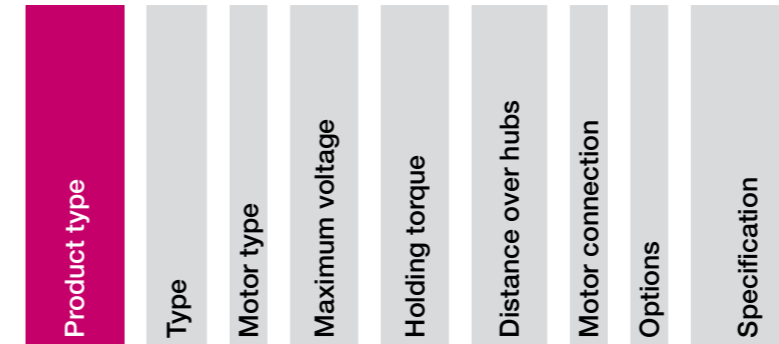 Product type
Type
Motor type
Maximum voltage
Holding torque
Distance over hubs
Motor connection
Options
Specification